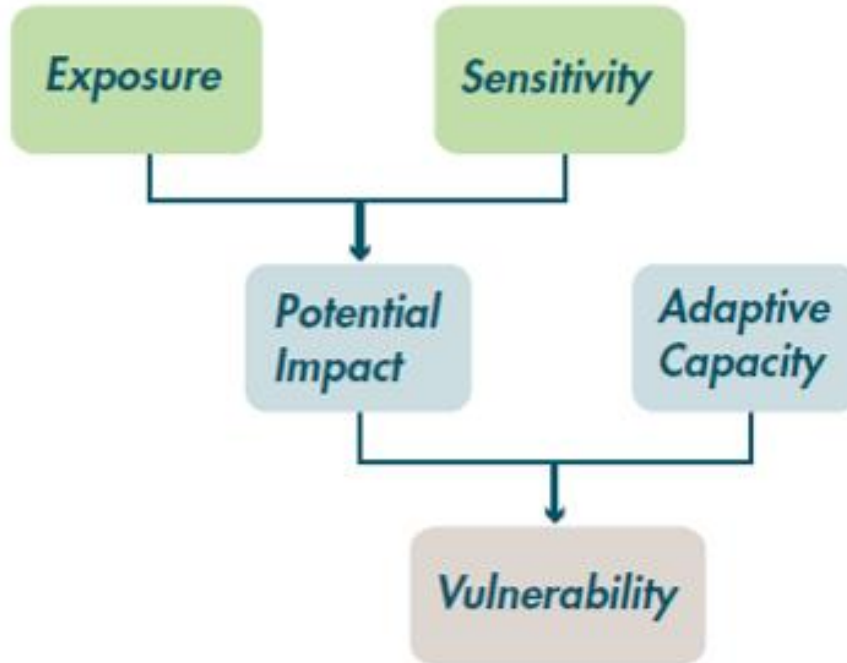 Exposure
Sensitivity
Potential
Impact
Adaptive
Capacity
Vulnerability